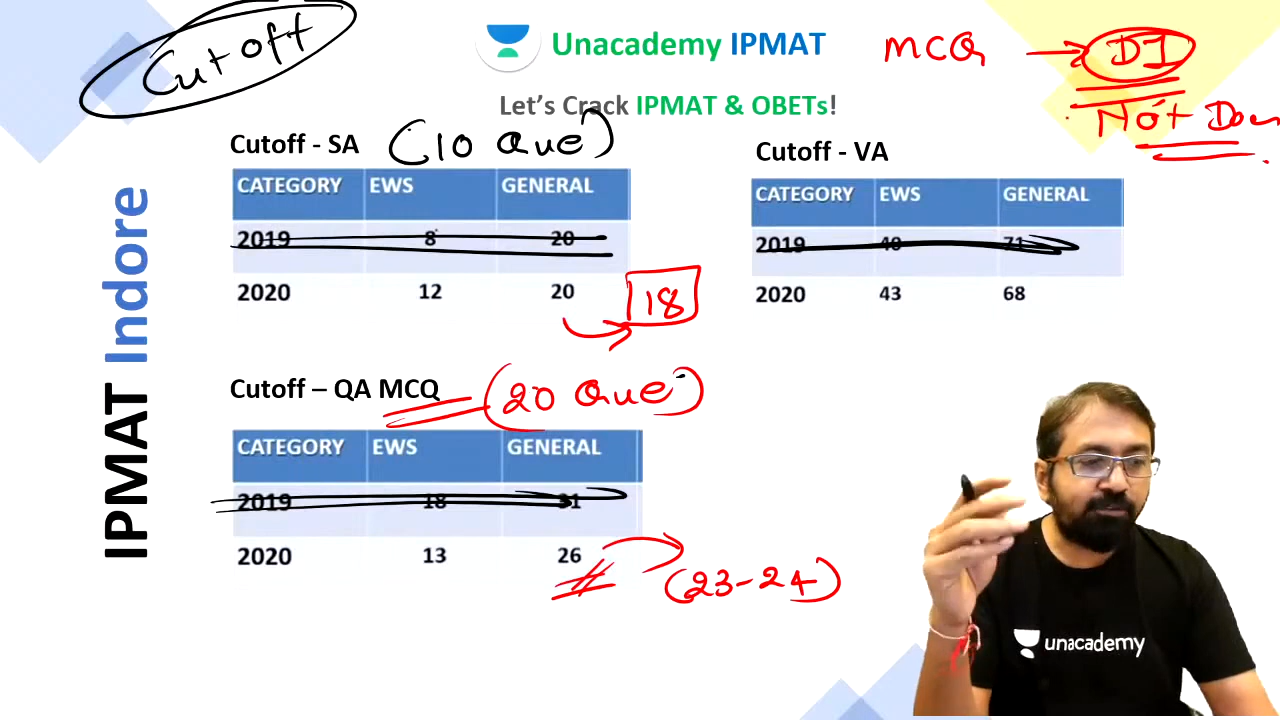 Cutoff
Unacademy IPMAT
MCQ → DI
Let's Crack IPMAT & OBETs!
Not
IPMAT Indore
Cutoff - SA (10 Que)
CATEGORY EWS GENERAL
2019 8 20
2020 12 20
18
Cutoff - VA
CATEGORY EWS GENERAL
2019 40 71
2020 43 68
Cutoff – QA MCQ (20 Que)
CATEGORY EWS GENERAL
2019 18 31
2020 13 26
(23-24)
unacademy